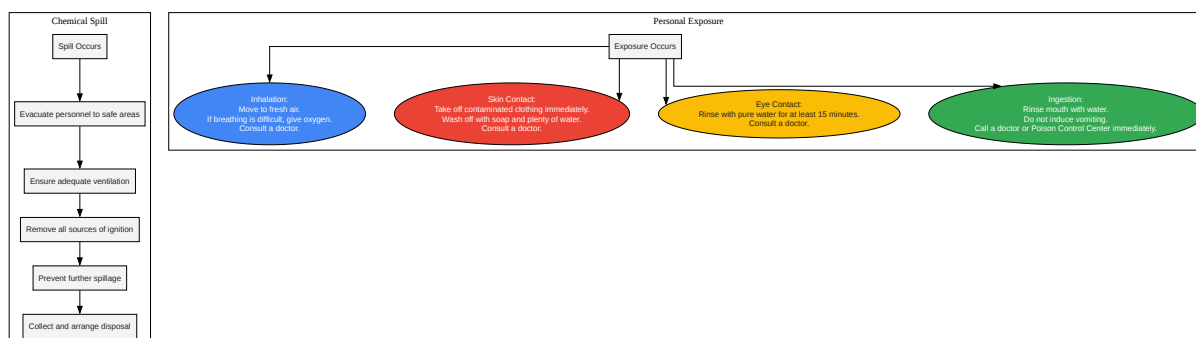 Chemical Spill
Spill Occurs
Evacuate personnel to safe areas
Ensure adequate ventilation
Remove all sources of ignition
Prevent further spillage
Collect and arrange disposal
Personal Exposure
Exposure Occurs
Inhalation:
Move to fresh air.
If breathing is difficult, give oxygen.
Consult a doctor.
Skin Contact:
Take off contaminated clothing immediately.
Wash off with soap and plenty of water.
Consult a doctor.
Eye Contact:
Rinse with pure water for at least 15 minutes.
Consult a doctor.
Ingestion:
Rinse mouth with water.
Do not induce vomiting.
Call a doctor or Poison Control Center immediately.